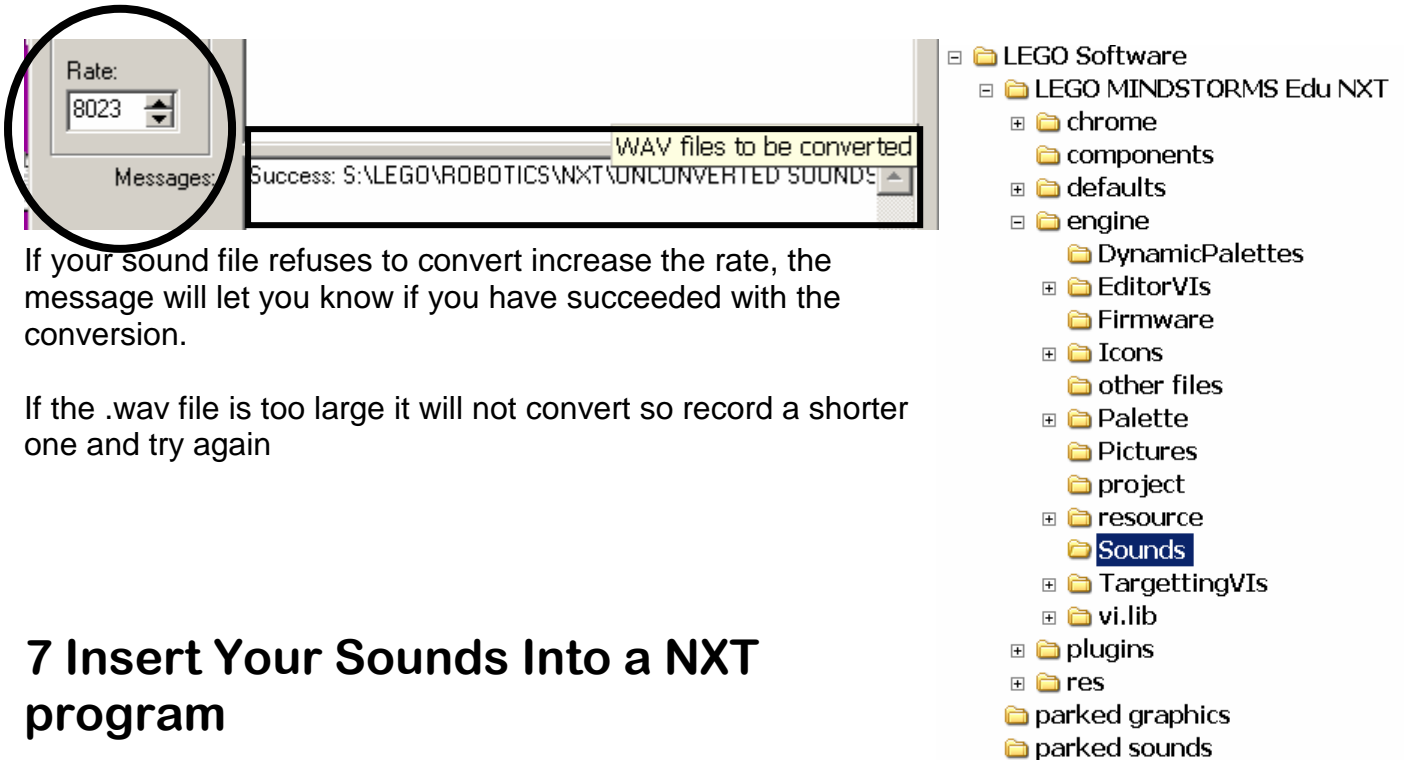 Rate:
8023
WAV files to be converted
Messages:
Success: S:\LEGO\ROBOTICS\NXT\UNCONVERTED SOUNDS
If your sound file refuses to convert increase the rate, the
message will let you know if you have succeeded with the
conversion.
If the .wav file is too large it will not convert so record a shorter
one and try again
7 Insert Your Sounds Into a NXT
program
LEGO Software
LEGO MINDSTORMS Edu NXT
chrome
components
defaults
engine
DynamicPalettes
EditorVIs
Firmware
Icons
other files
Palette
Pictures
project
resource
Sounds
TargettingVIs
vi.lib
plugins
res
parked graphics
parked sounds